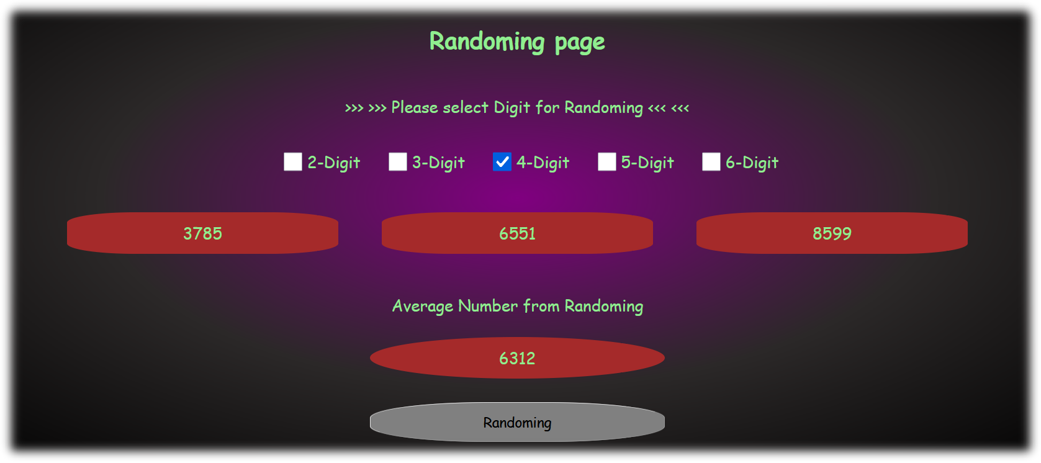 Randoming page
>>> >>> Please select Digit for Randoming <<< <<<
2-Digit 3-Digit 4-Digit 5-Digit 6-Digit
3785 6551 8599
Average Number from Randoming
6312
Randoming